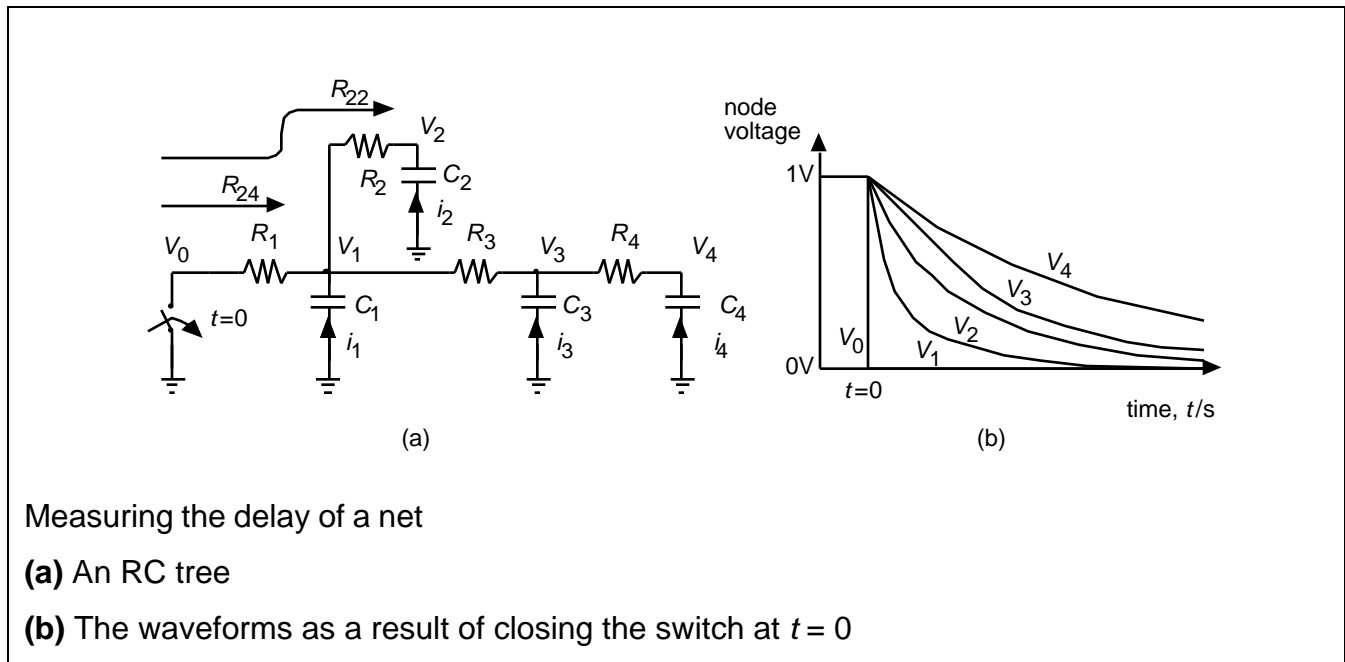 R22
V2
R2
C2
i2
R24
V0
R1
V1
R3
V3
R4
V4
t=0
C1
C3
C4
i1
i3
i4
(a)
node
voltage
1V
V4
V3
V2
V0
V1
0V
t=0
time, t/s
(b)
Measuring the delay of a net
(a) An RC tree
(b) The waveforms as a result of closing the switch at t = 0